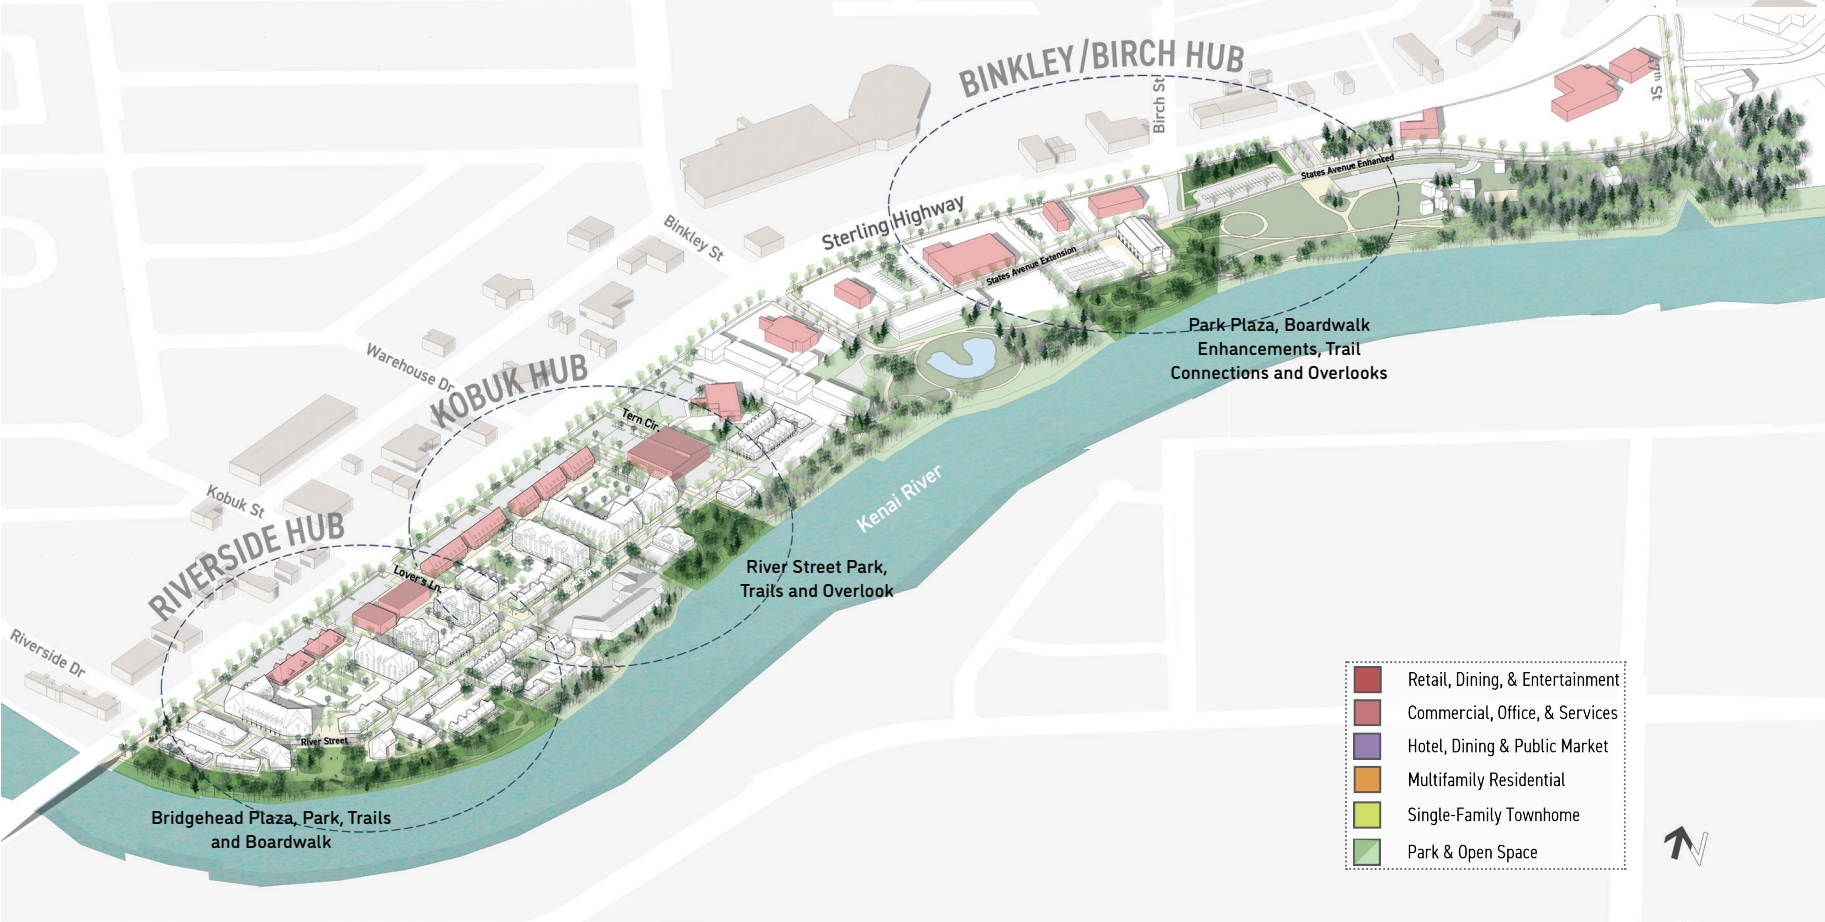 BINKLEY/BIRCH HUB
Birch St
47th St
States Avenue Enhanced
Binkley St
Sterling Highway
States Avenue Extension
Park Plaza, Boardwalk
Enhancements, Trail
Connections and Overlooks
Warehouse Dr
KOBUK HUB
Tern Cir.
Kenai River
Kobuk St
RIVERSIDE HUB
Lover's Ln.
River Street Park,
Trails and Overlook
Riverside Dr
River Street
Bridgehead Plaza, Park, Trails
and Boardwalk
Retail, Dining, & Entertainment
Commercial, Office, & Services
Hotel, Dining & Public Market
Multifamily Residential
Single-Family Townhome
Park & Open Space
N